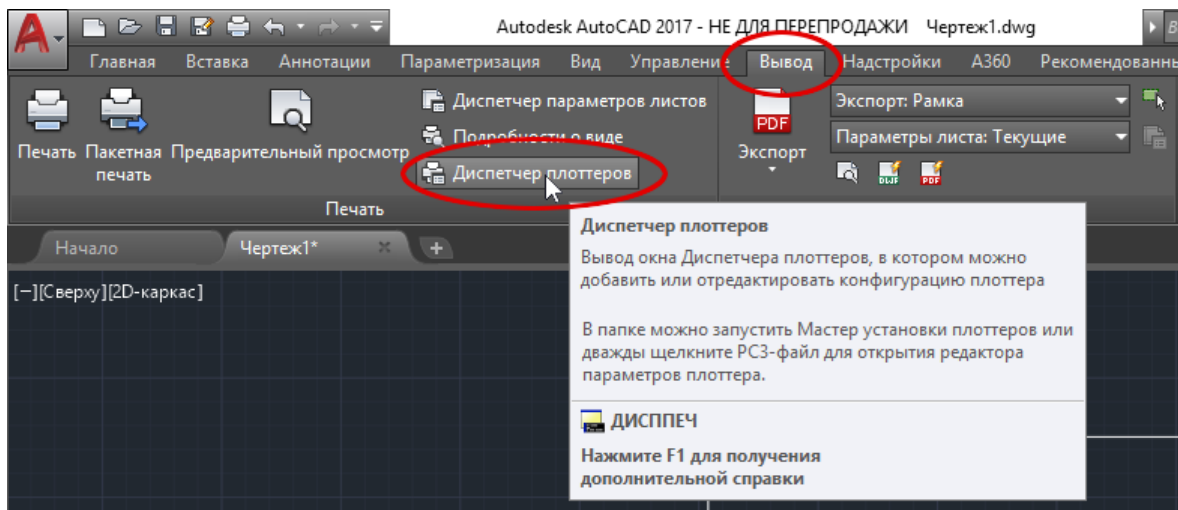 Autodesk AutoCAD 2017 - НЕ ДЛЯ ПЕРЕПРОДАЖИ Чертеж1.dwg
Главная Вставка Аннотации Параметризация Вид Управление Вывод Надстройки A360
Диспетчер параметров листов
Подробности о виде
Диспетчер плоттеров
Печать
Пакетная
печать
Предварительный просмотр
Печать
PDF
Экспорт
Экспорт: Рамка
Параметры листа: Текущие
DWF PDF
Начало Чертеж1*
[−][Сверху][2D-каркас]
Диспетчер плоттеров
Вывод окна Диспетчера плоттеров, в котором можно
добавить или отредактировать конфигурацию плоттера
В папке можно запустить Мастер установки плоттеров или
дважды щелкните PC3-файл для открытия редактора
параметров плоттера.
ДИСППЕЧ
Нажмите F1 для получения
дополнительной справки